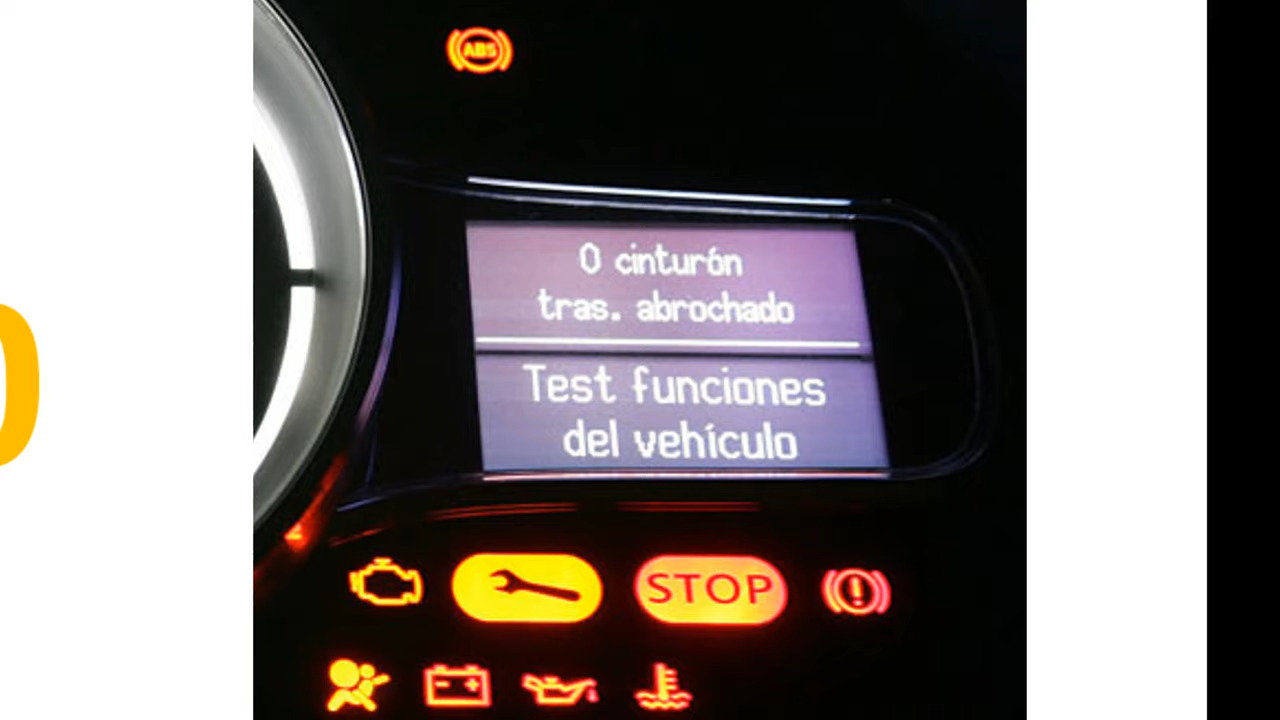 ABS
0 cinturón
tras. abrochado
Test funciones
del vehículo
STOP